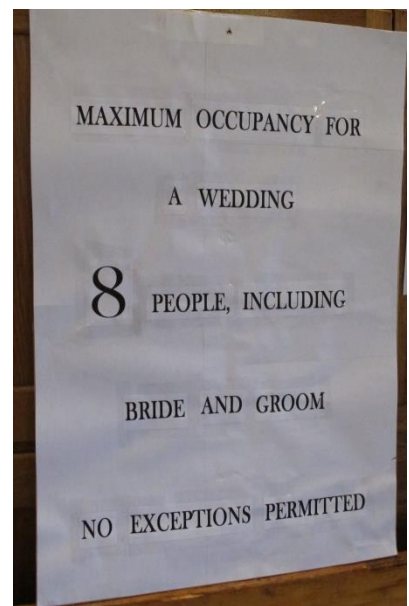 MAXIMUM OCCUPANCY FOR
A WEDDING
8 PEOPLE, INCLUDING
BRIDE AND GROOM
NO EXCEPTIONS PERMITTED